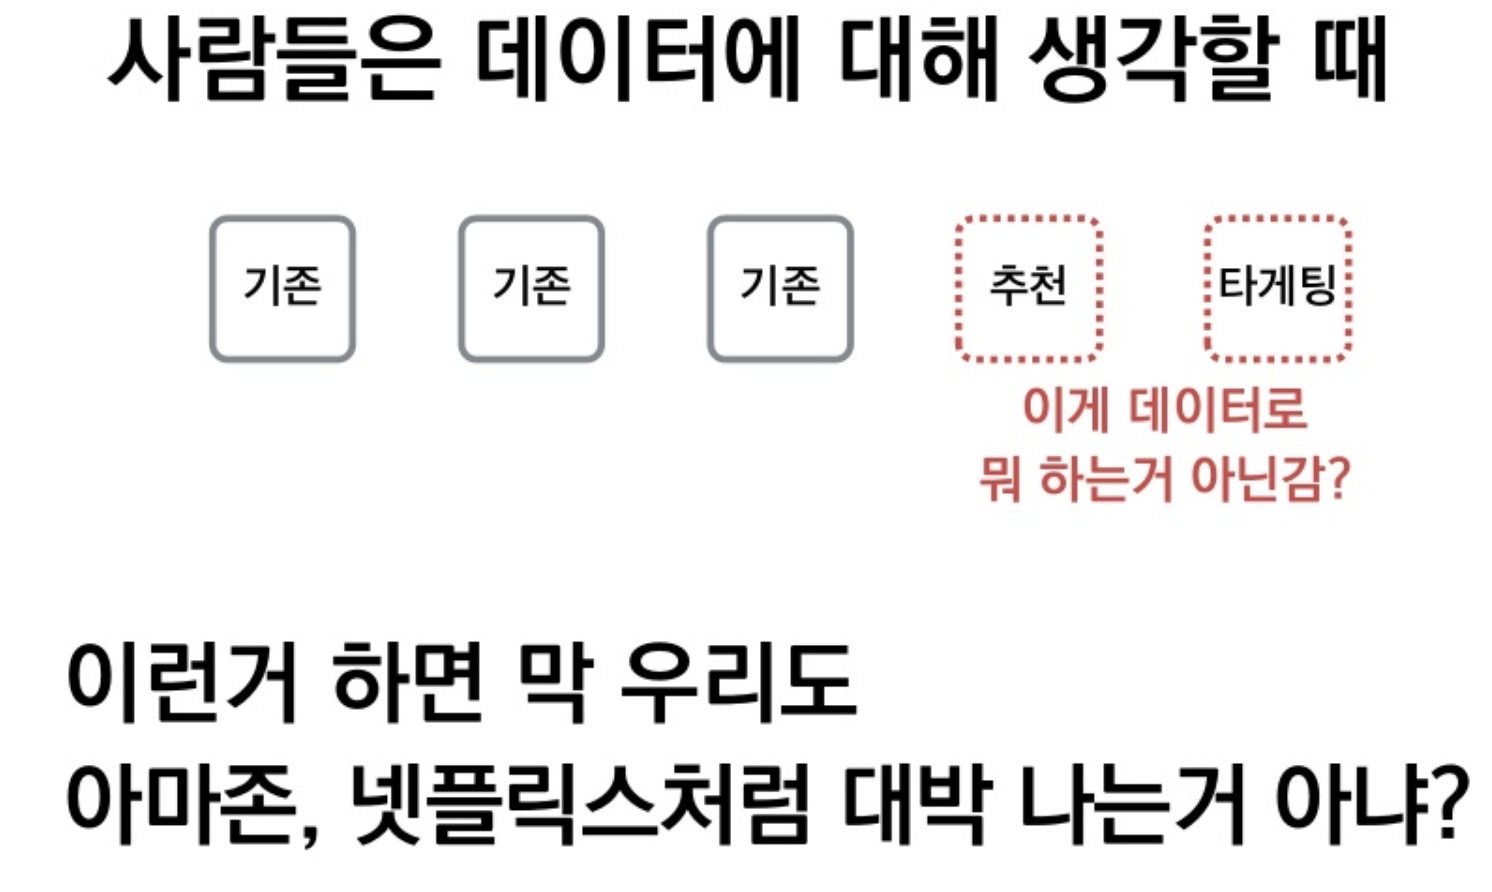 사람들은 데이터에 대해 생각할 때
기존 기존 기존 추천 타게팅
이게 데이터로
뭐 하는거 아닌감?
이런거 하면 막 우리도
아마존, 넷플릭스처럼 대박 나는거 아냐?